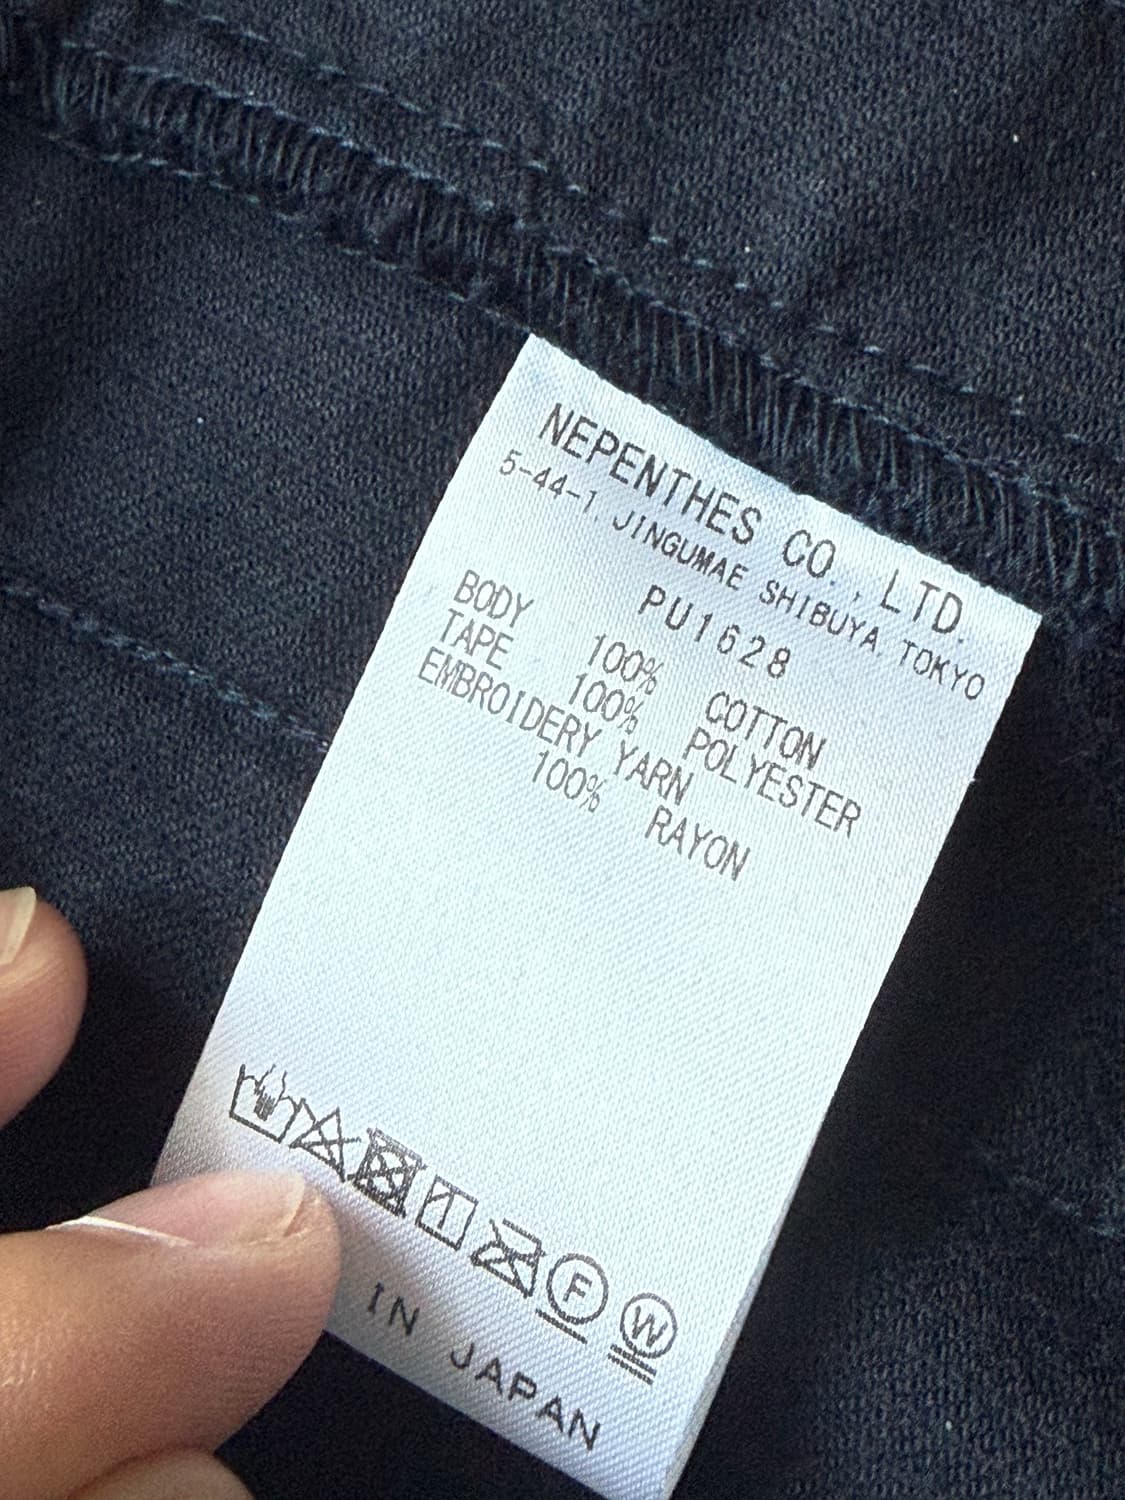 NEPENTHES CO., LTD.
5-44-1, JINGUMAE SHIBUYA, TOKYO
PU1628
BODY 100% COTTON
TAPE 100% POLYESTER
EMBROIDERY YARN
100% RAYON
F W
IN JAPAN